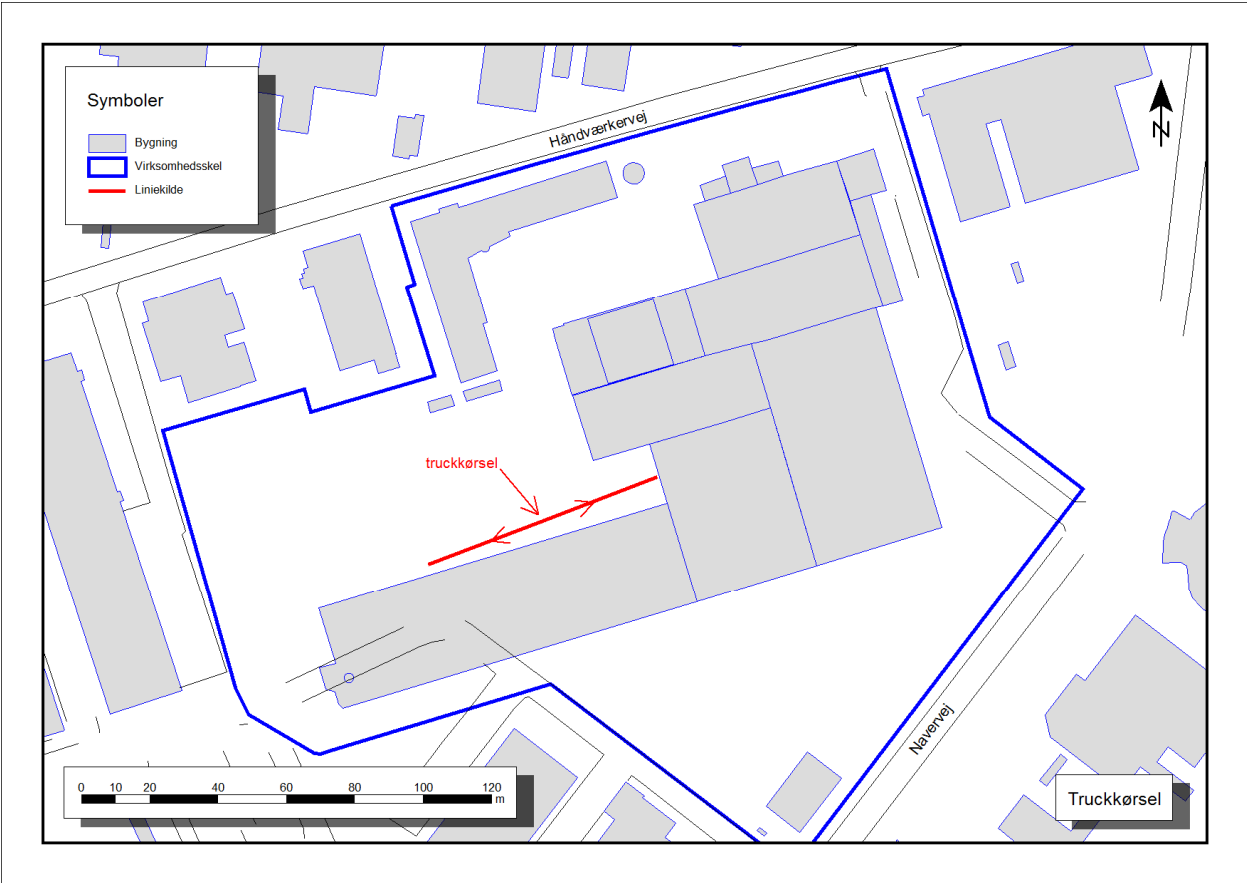 Symboler
Bygning
Virksomhedsskel
Liniekilde
Håndværkervej
N
truckkørsel
Navervej
0 10 20 40 60 80 100 120
m
Truckkørsel